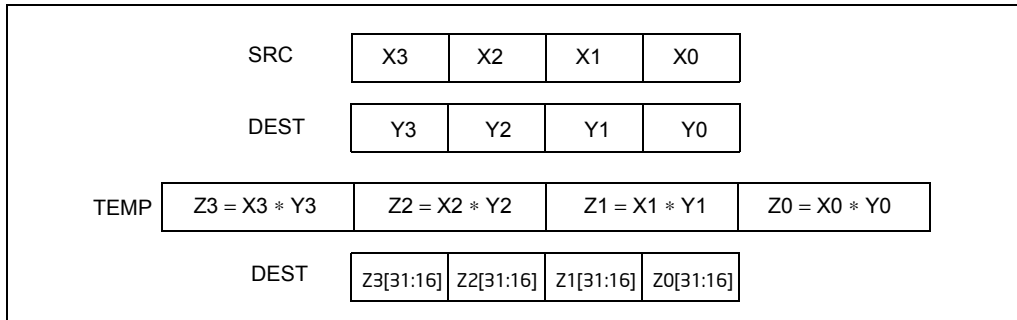 SRC X3 X2 X1 X0
DEST Y3 Y2 Y1 Y0
TEMP Z3 = X3 ∗ Y3 Z2 = X2 ∗ Y2 Z1 = X1 ∗ Y1 Z0 = X0 ∗ Y0
DEST Z3[31:16] Z2[31:16] Z1[31:16] Z0[31:16]